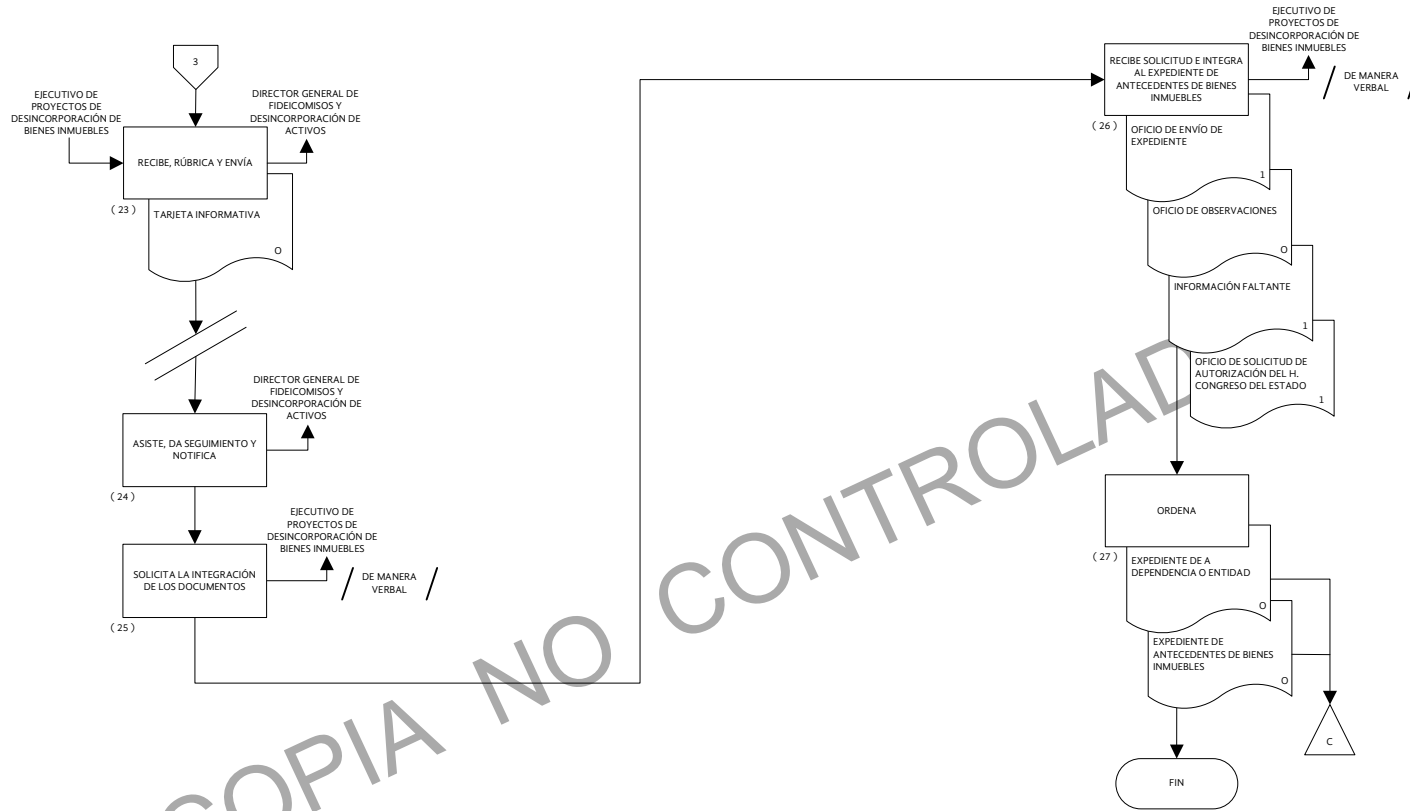 3
EJECUTIVO DE
PROYECTOS DE
DESINCORPORACIÓN DE
BIENES INMUEBLES
DIRECTOR GENERAL DE
FIDEICOMISOS Y
DESINCORPORACIÓN DE
ACTIVOS
RECIBE, RÚBRICA Y ENVÍA
( 23 )
TARJETA INFORMATIVA
O
DIRECTOR GENERAL DE
FIDEICOMISOS Y
DESINCORPORACIÓN DE
ACTIVOS
ASISTE, DA SEGUIMIENTO Y
NOTIFICA
( 24 )
EJECUTIVO DE
PROYECTOS DE
DESINCORPORACIÓN DE
BIENES INMUEBLES
SOLICITA LA INTEGRACIÓN
DE LOS DOCUMENTOS
DE MANERA
VERBAL
( 25 )
EJECUTIVO DE
PROYECTOS DE
DESINCORPORACIÓN DE
BIENES INMUEBLES
RECIBE SOLICITUD E INTEGRA
AL EXPEDIENTE DE
ANTECEDENTES DE BIENES
INMUEBLES
DE MANERA
VERBAL
( 26 )
OFICIO DE ENVÍO DE
EXPEDIENTE
1
OFICIO DE OBSERVACIONES
O
INFORMACIÓN FALTANTE
1
OFICIO DE SOLICITUD DE
AUTORIZACIÓN DEL H.
CONGRESO DEL ESTADO
1
ORDENA
( 27 )
EXPEDIENTE DE A
DEPENDENCIA O ENTIDAD
O
EXPEDIENTE DE
ANTECEDENTES DE BIENES
INMUEBLES
O
C
FIN
COPIA NO CONTROLAD